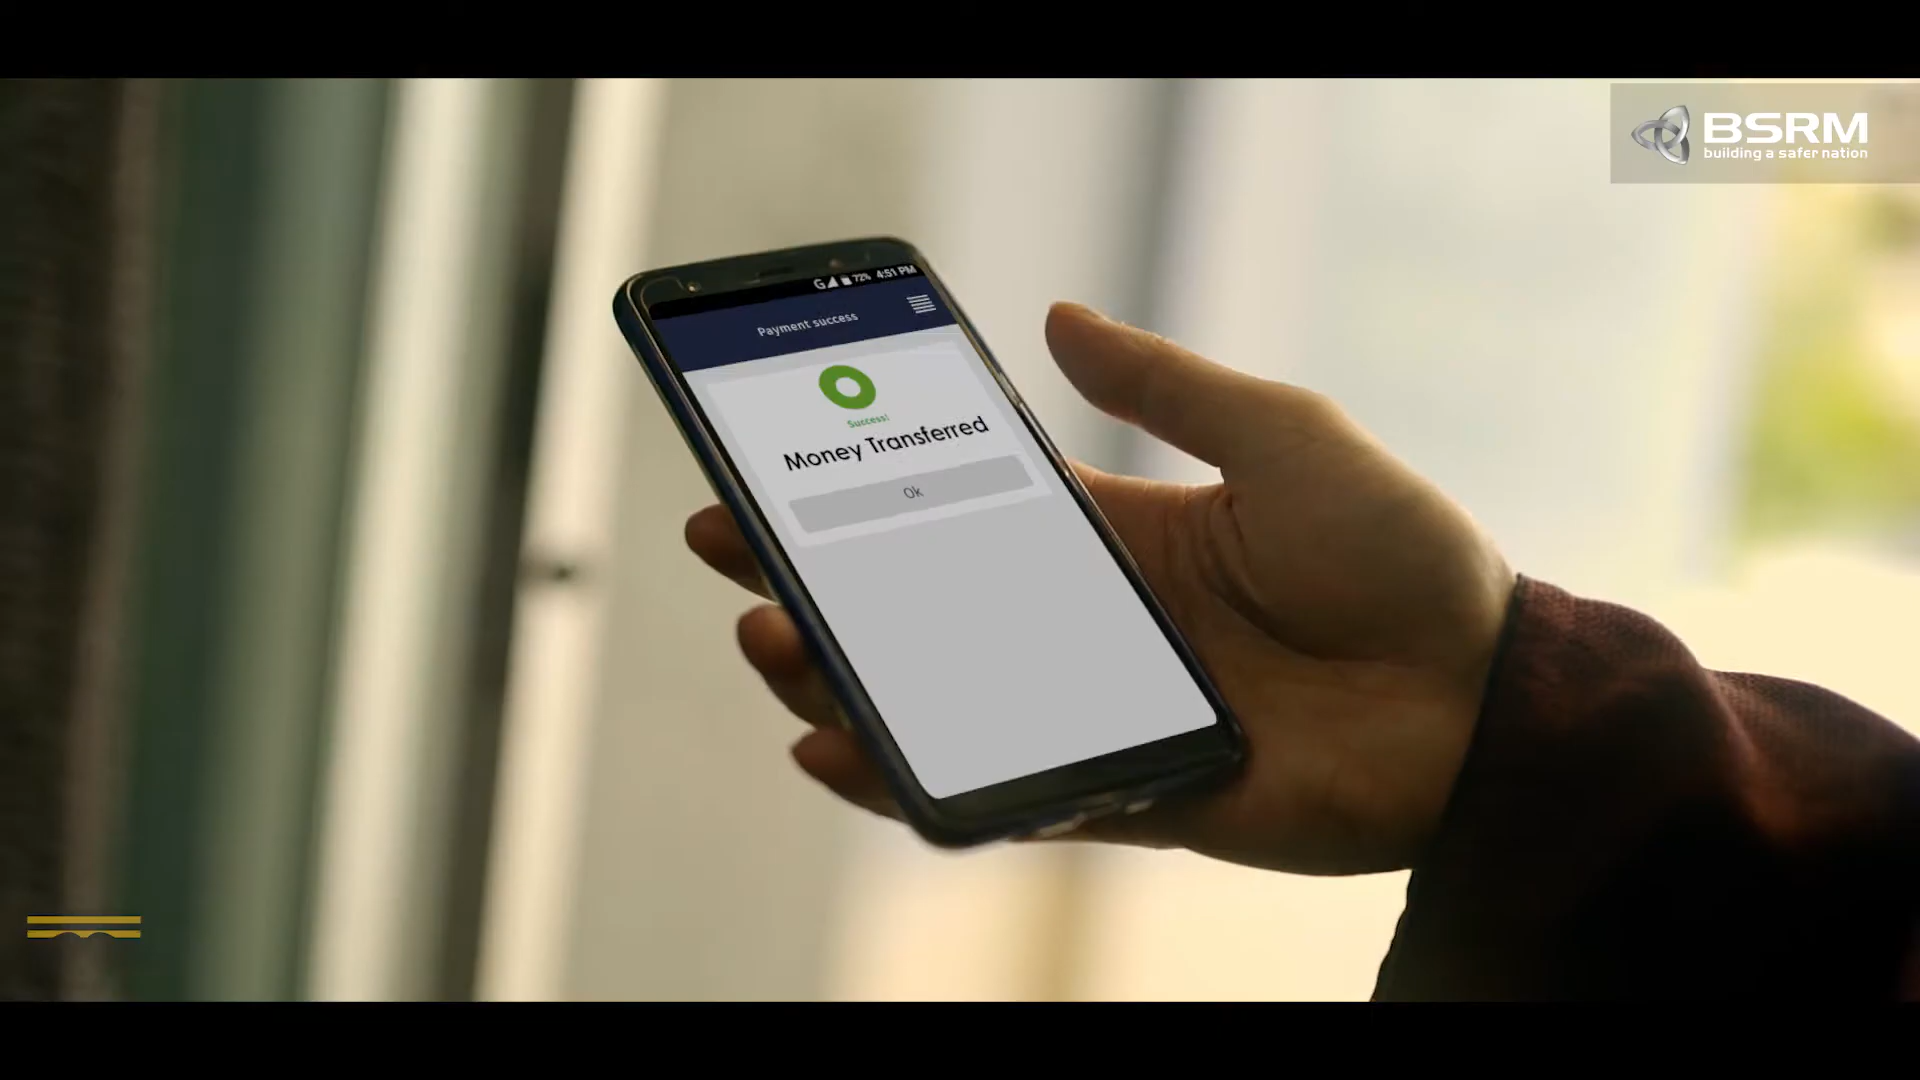 BSRM
building a safer nation
G 72% 4:51 PM
Payment success
Success!
Money Transferred
Ok